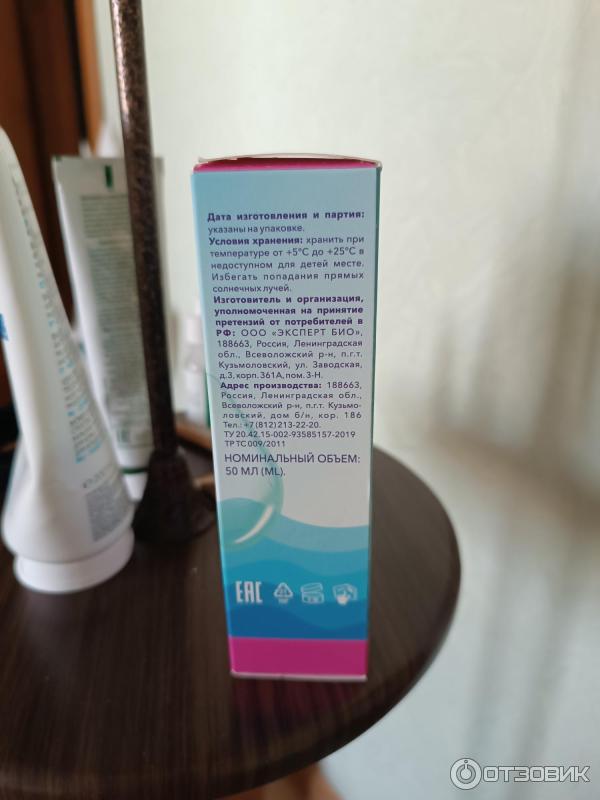 Дата изготовления и партия:
указаны на упаковке.
Условия хранения: хранить при
температуре от +5°С до +25°С в
недоступном для детей месте.
Избегать попадания прямых
солнечных лучей.
Изготовитель и организация,
уполномоченная на принятие
претензий от потребителей в
РФ: ООО «ЭКСПЕРТ БИО»,
188663, Россия, Ленинградская
обл., Всеволожский р-н, п.г.т.
Кузьмоловский, ул. Заводская,
д.3, корп. 361А, пом. 3-Н.
Адрес производства: 188663,
Россия, Ленинградская обл.,
Всеволожский р-н, п.г.т. Кузьмо-
ловский, дом б/н, кор. 186
Тел.: +7 (812) 213-22-20.
ТУ 20.42.15-002-93585157-2019
ТР ТС 009/2011
НОМИНАЛЬНЫЙ ОБЪЕМ:
50 МЛ (ML).
EAC
ОТЗОВИК